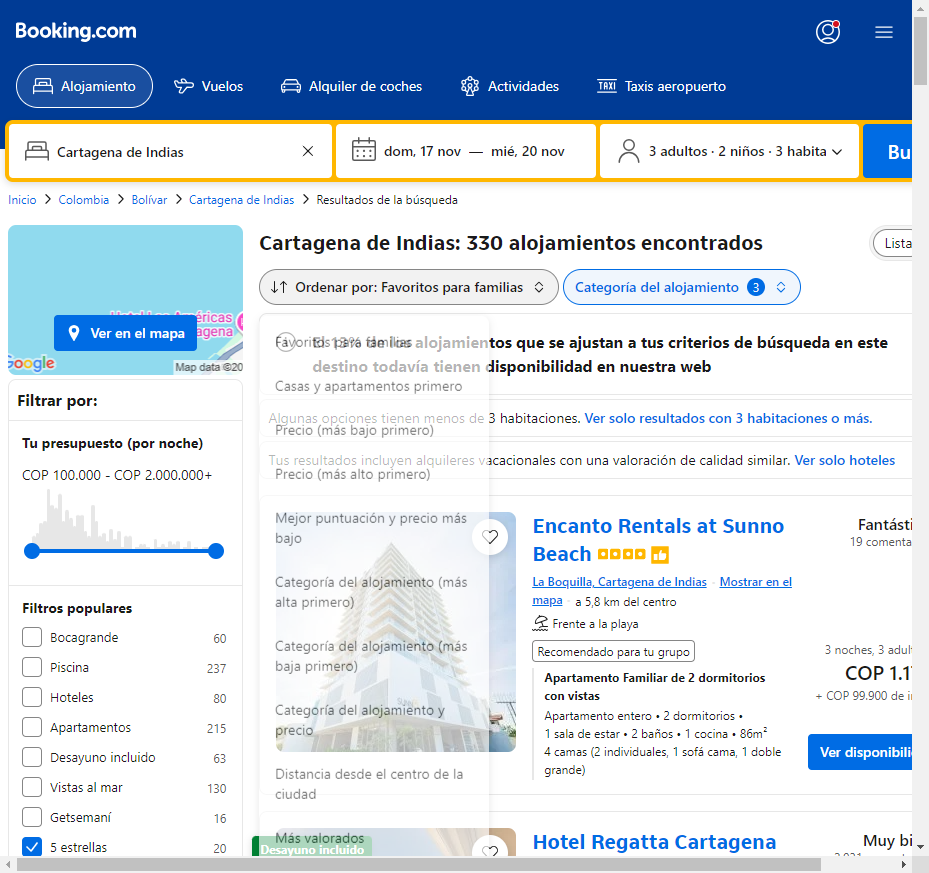 Booking.com
Alojamiento
Vuelos
Alquiler de coches
Actividades
TAXI Taxis aeropuerto
Cartagena de Indias
dom, 17 nov — mié, 20 nov
3 adultos · 2 niños · 3 habita
Bu
Inicio > Colombia > Bolívar > Cartagena de Indias > Resultados de la búsqueda
Ver en el mapa
Google
Map data ©20
Filtrar por:
Tu presupuesto (por noche)
COP 100.000 - COP 2.000.000+
Filtros populares
Bocagrande 60
Piscina 237
Hoteles 80
Apartamentos 215
Desayuno incluido 63
Vistas al mar 130
Getsemaní 16
5 estrellas 20
Cartagena de Indias: 330 alojamientos encontrados
Lista
Ordenar por: Favoritos para familias
Categoría del alojamiento 3
Favoritos para familias
Casas y apartamentos primero
Precio (más bajo primero)
Precio (más alto primero)
Mejor puntuación y precio más
bajo
Categoría del alojamiento (más
alta primero)
Categoría del alojamiento (más
baja primero)
Categoría del alojamiento y
precio
Distancia desde el centro de la
ciudad
Más valorados
de los alojamientos que se ajustan a tus criterios de búsqueda en este
destino todavía tienen disponibilidad en nuestra web
Algunas opciones tienen menos de 3 habitaciones. Ver solo resultados con 3 habitaciones o más.
Tus resultados incluyen alquileres vacacionales con una valoración de calidad similar. Ver solo hoteles
Encanto Rentals at Sunno
Beach
La Boquilla, Cartagena de Indias Mostrar en el
mapa a 5,8 km del centro
Frente a la playa
Recomendado para tu grupo
Apartamento Familiar de 2 dormitorios
con vistas
Apartamento entero • 2 dormitorios •
1 sala de estar • 2 baños • 1 cocina • 86m²
4 camas (2 individuales, 1 sofá cama, 1 doble
grande)
Fantásti
19 comenta
3 noches, 3 adult
COP 1.1
+ COP 99.900 de i
Ver disponibili
Desayuno incluido
Hotel Regatta Cartagena
Muy bi